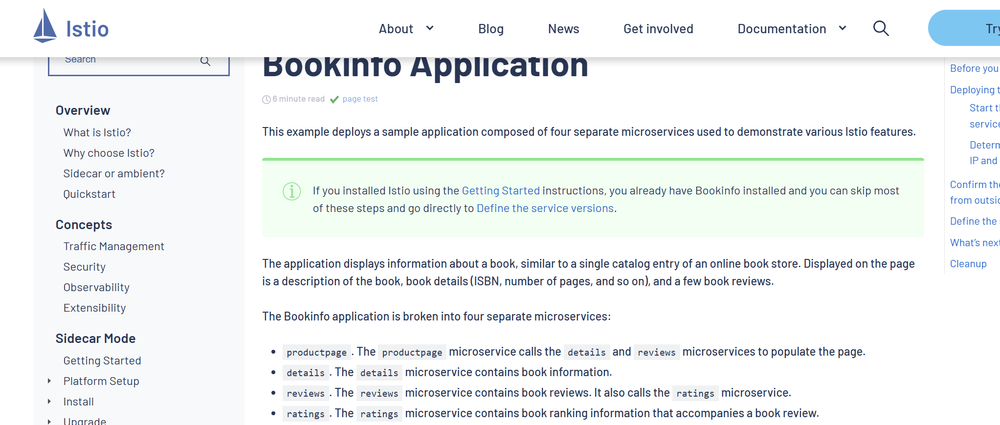 Istio
About
Blog
News
Get involved
Documentation
Try
Search
Overview
What is Istio?
Why choose Istio?
Sidecar or ambient?
Quickstart
Concepts
Traffic Management
Security
Observability
Extensibility
Sidecar Mode
Getting Started
Platform Setup
Install
Upgrade
Bookinfo Application
6 minute read page test
This example deploys a sample application composed of four separate microservices used to demonstrate various Istio features.
If you installed Istio using the Getting Started instructions, you already have Bookinfo installed and you can skip most
of these steps and go directly to Define the service versions.
The application displays information about a book, similar to a single catalog entry of an online book store. Displayed on the page
is a description of the book, book details (ISBN, number of pages, and so on), and a few book reviews.
The Bookinfo application is broken into four separate microservices:
• productpage. The productpage microservice calls the details and reviews microservices to populate the page.
• details. The details microservice contains book information.
• reviews. The reviews microservice contains book reviews. It also calls the ratings microservice.
• ratings. The ratings microservice contains book ranking information that accompanies a book review.
Before you
Deploying
Start
service
IP and
Confirm the
from
Define the
What's next
Cleanup